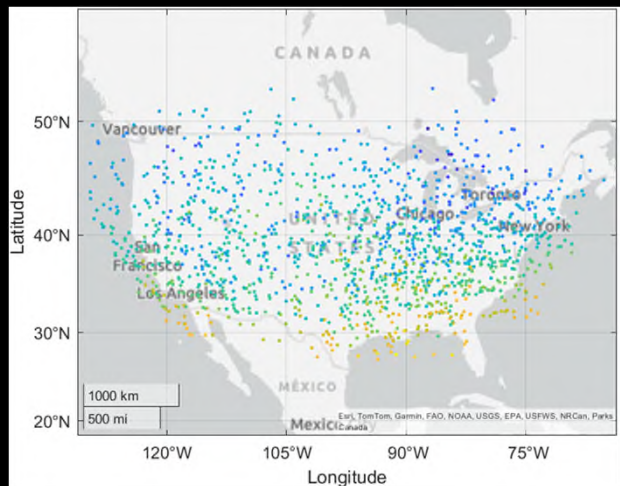 CANADA
50°N
Vancouver
Toronto
Chicago
New York
UNITED
STATES
40°N
San
Francisco
Los Angeles
30°N
MÉXICO
1000 km
500 mi
20°N
Esri, TomTom, Garmin, FAO, NOAA, USGS, EPA, USFWS, NRCan, Parks
Canada
Mexico
120°W
105°W
90°W
75°W
Latitude
Longitude